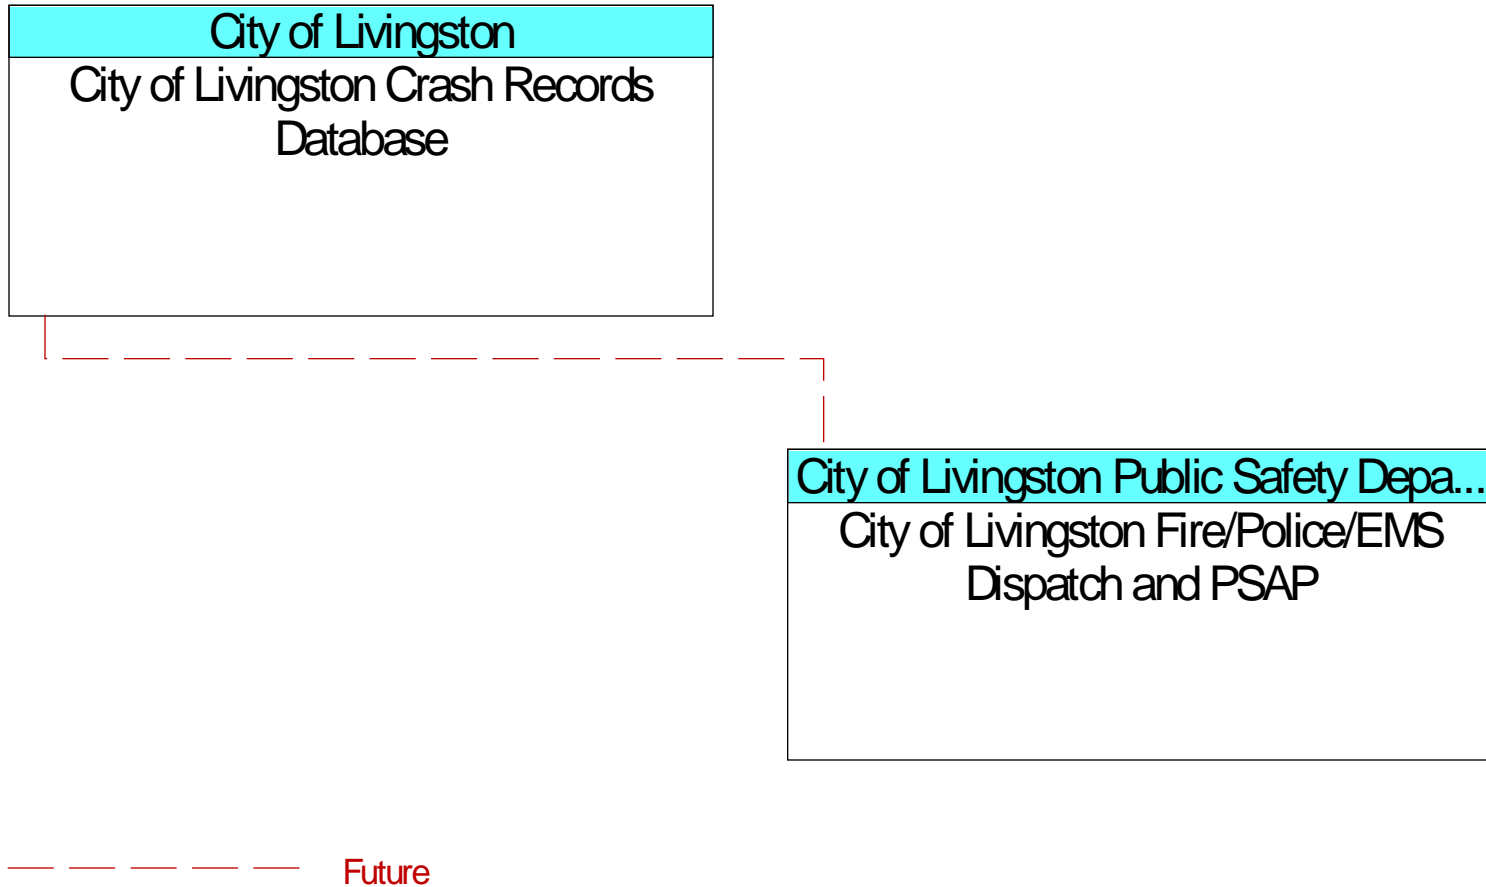 City of Livingston
City of Livingston Crash Records
Database
City of Livingston Public Safety Depa...
City of Livingston Fire/Police/EMS
Dispatch and PSAP
Future